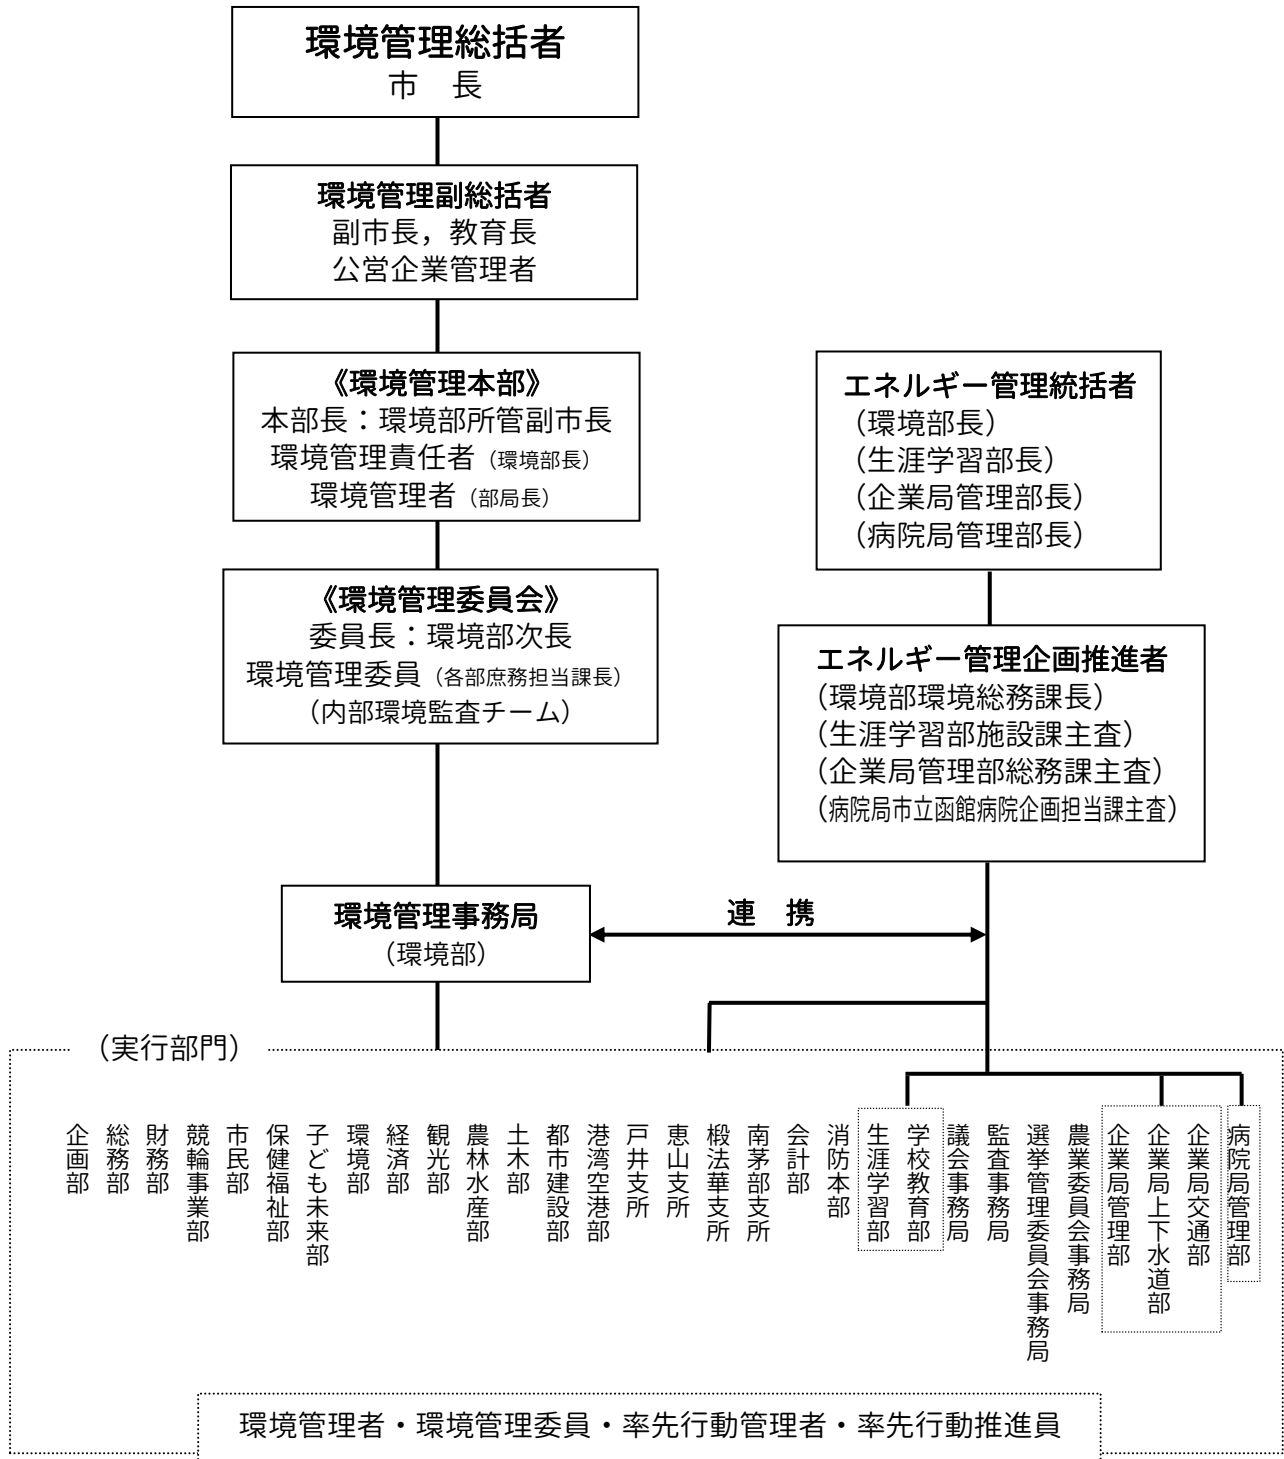 環境管理総括者
市　長
環境管理副総括者
副市長，教育長
公営企業管理者
《環境管理本部》
本部長：環境部所管副市長
環境管理責任者（環境部長）
環境管理者（部局長）
《環境管理委員会》
委員長：環境部次長
環境管理委員（各部庶務担当課長）
（内部環境監査チーム）
エネルギー管理統括者
（環境部長）
（生涯学習部長）
（企業局管理部長）
（病院局管理部長）
エネルギー管理企画推進者
（環境部環境総務課長）
（生涯学習部施設課主査）
（企業局管理部総務課主査）
（病院局市立函館病院企画担当課主査）
環境管理事務局
（環境部）
連　携
（実行部門）
企画部
総務部
財務部
競輪事業部
市民部
保健福祉部
子ども未来部
環境部
経済部
観光部
農林水産部
土木部
都市建設部
港湾空港部
戸井支所
恵山支所
椴法華支所
南茅部支所
会計部
消防本部
生涯学習部
学校教育部
議会事務局
監査事務局
選挙管理委員会事務局
農業委員会事務局
企業局管理部
企業局上下水道部
企業局交通部
病院局管理部
環境管理者・環境管理委員・率先行動管理者・率先行動推進員